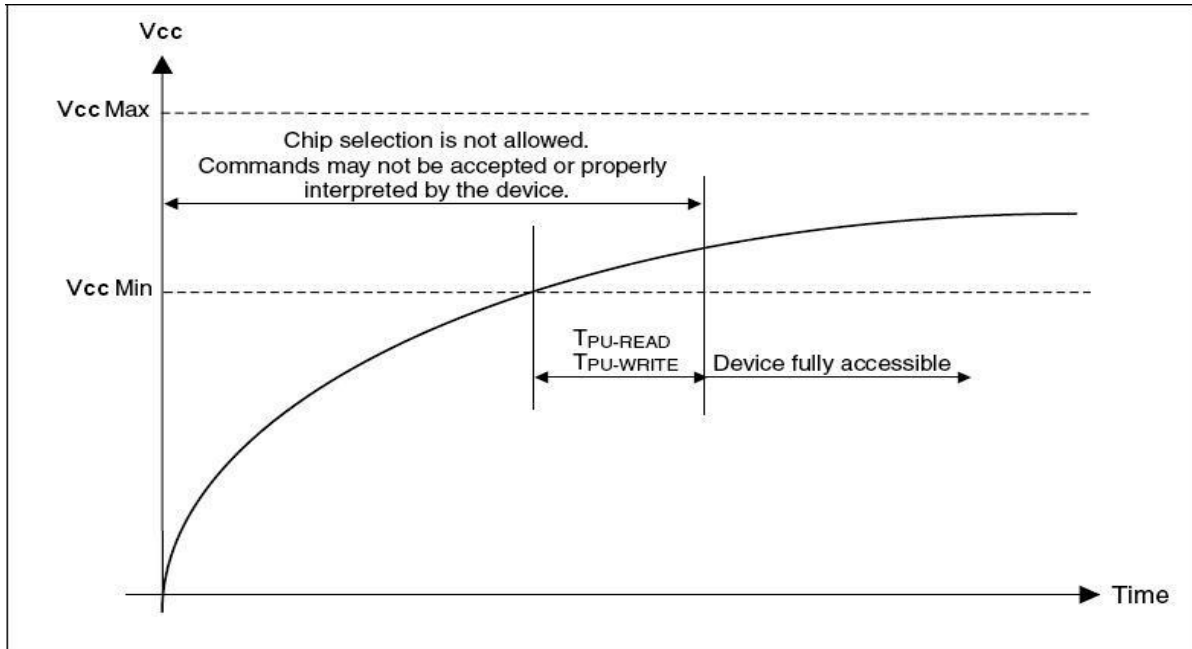 Vcc
Vcc Max
Chip selection is not allowed.
Commands may not be accepted or properly
interpreted by the device.
Vcc Min
TPU-READ
TPU-WRITE
Device fully accessible
Time